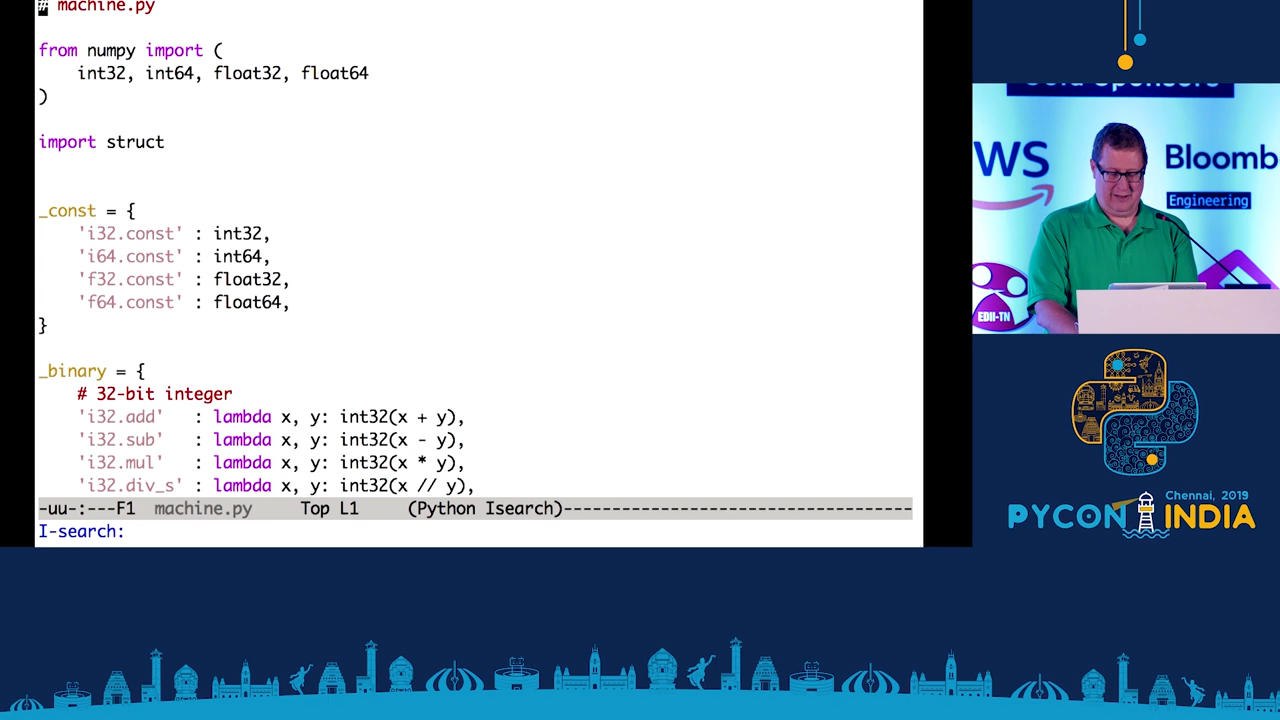 # machine.py
from numpy import (
    int32, int64, float32, float64
)
import struct
_const = {
    'i32.const' : int32,
    'i64.const' : int64,
    'f32.const' : float32,
    'f64.const' : float64,
}
_binary = {
    # 32-bit integer
    'i32.add'   : lambda x, y: int32(x + y),
    'i32.sub'   : lambda x, y: int32(x - y),
    'i32.mul'   : lambda x, y: int32(x * y),
    'i32.div_s' : lambda x, y: int32(x // y),
-uu-:---F1  machine.py     Top L1     (Python Isearch)-------------------------------------
I-search:
Sponsors
WS
Bloomb
Engineering
EDII-TN
Chennai, 2019
PYCON INDIA